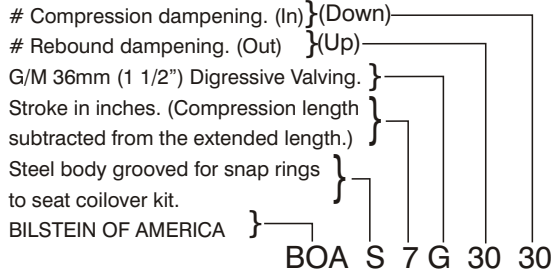 # Compression dampening. (In) } (Down)
# Rebound dampening. (Out) } (Up)
G/M 36mm (1 1/2”) Digressive Valving. }
Stroke in inches. (Compression length
subtracted from the extended length.) }
Steel body grooved for snap rings
to seat coilover kit. }
BILSTEIN OF AMERICA }
BOA S 7 G 30 30